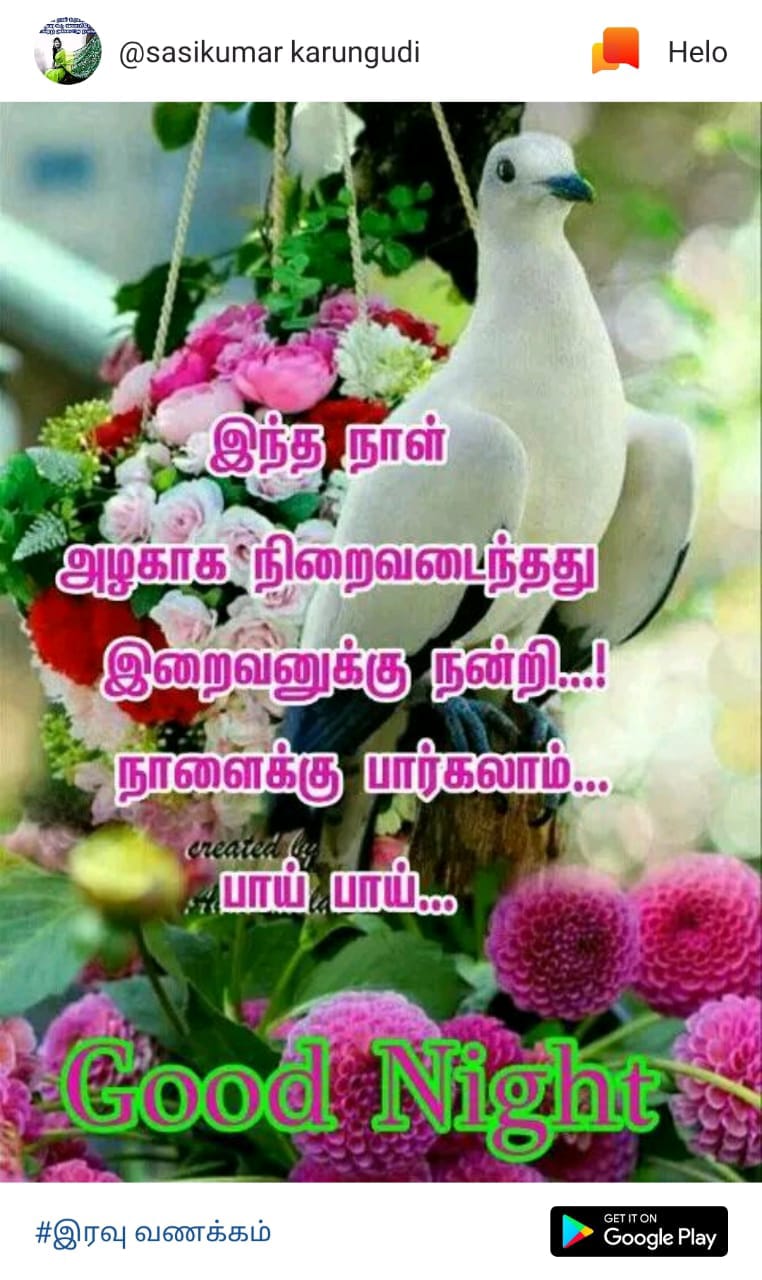 @sasikumar karungudi
Helo
இந்த நாள்
அழகாக நிறைவடைந்தது
இறைவனுக்கு நன்றி...!
நாளைக்கு பார்கலாம்...
created by
பாய் பாய்...
Good Night
#இரவு வணக்கம்
GET IT ON
Google Play